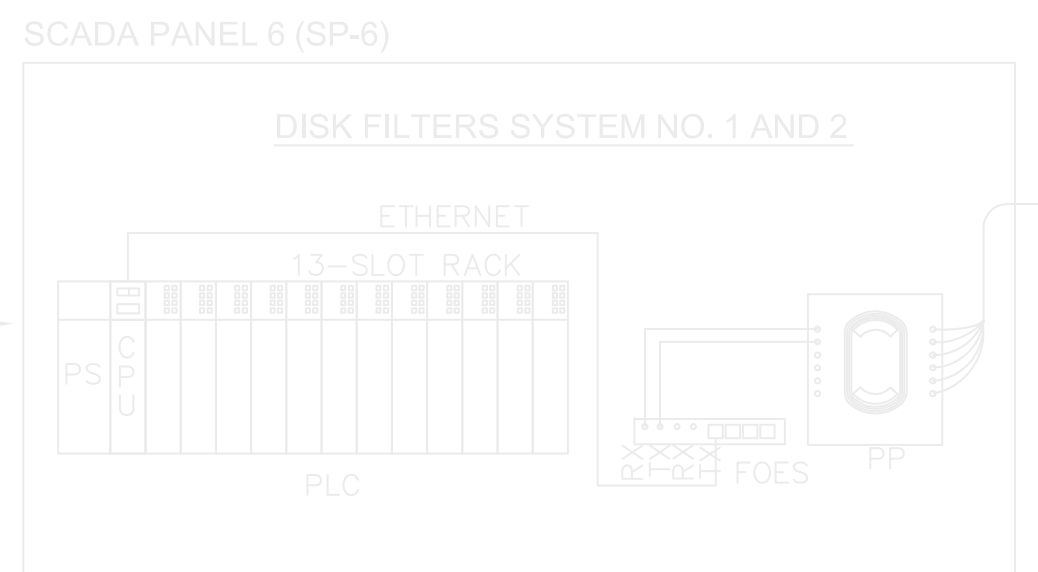 SCADA PANEL 6 (SP-6)
DISK FILTERS SYSTEM NO. 1 AND 2
ETHERNET
13-SLOT RACK
PS
CPU
PLC
RX
TX
RX
TX
FOES
PP